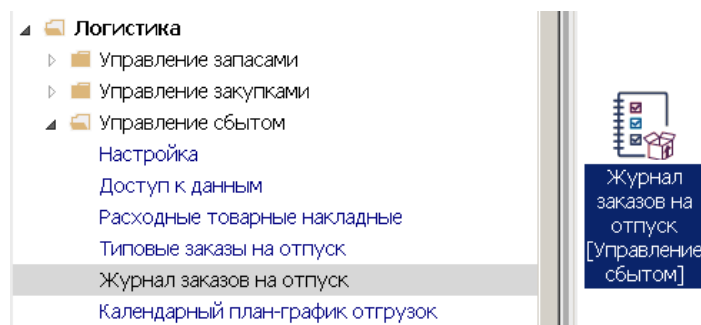 Логистика
Управление запасами
Управление закупками
Управление сбытом
Настройка
Доступ к данным
Расходные товарные накладные
Типовые заказы на отпуск
Журнал заказов на отпуск
Календарный план-график отгрузок
Журнал
заказов на
отпуск
[Управление
сбытом]